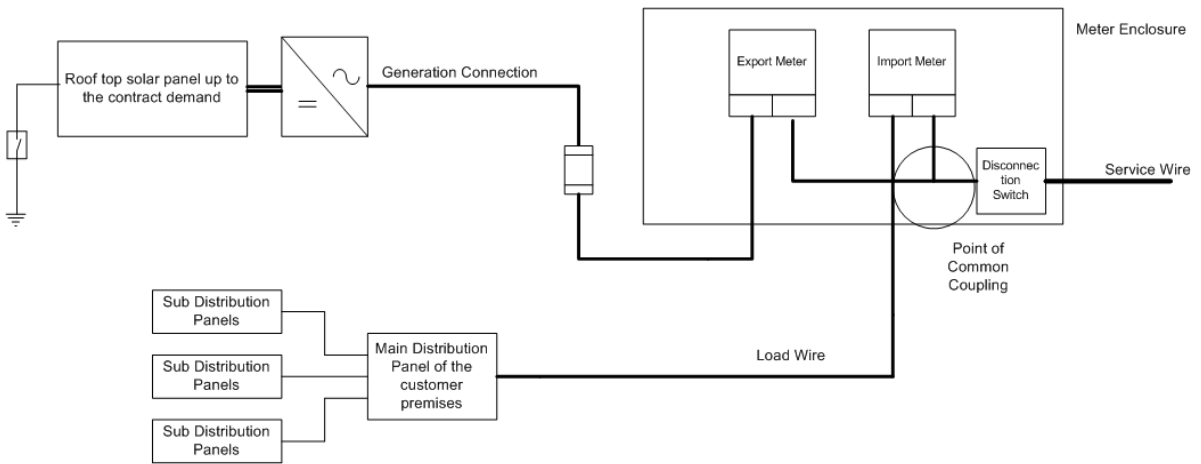 Meter Enclosure
Export Meter
Import Meter
Roof top solar panel up to
the contract demand
Generation Connection
Disconnec
tion
Switch
Service Wire
Point of
Common
Coupling
Sub Distribution
Panels
Sub Distribution
Panels
Sub Distribution
Panels
Main Distribution
Panel of the
customer
premises
Load Wire